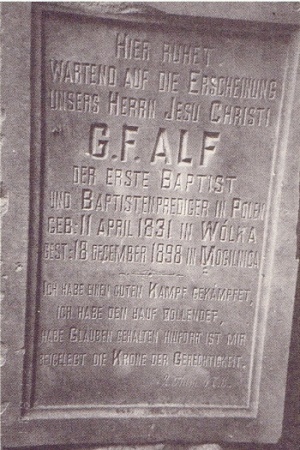 HIER RUHET
WARTEND AUF DIE ERSCHEINUNG
UNSERS HERRN JESU CHRISTI
G.F. ALF
DER ERSTE BAPTIST
UND BAPTISTENPREDIGER IN POLEN
GEB: 11 APRIL 1831 IN WOLKA
GEST: 18 DECEMBER 1898 IN MOGILNICA
ICH HABE EINEN GUTEN KAMPF GEKÄMPFET,
ICH HABE DEN LAUF VOLLENDET,
HABE GLAUBEN GEHALTEN HINFORT IST MIR
BEIGELEGT DIE KRONE DER GERECHTIGKEIT.